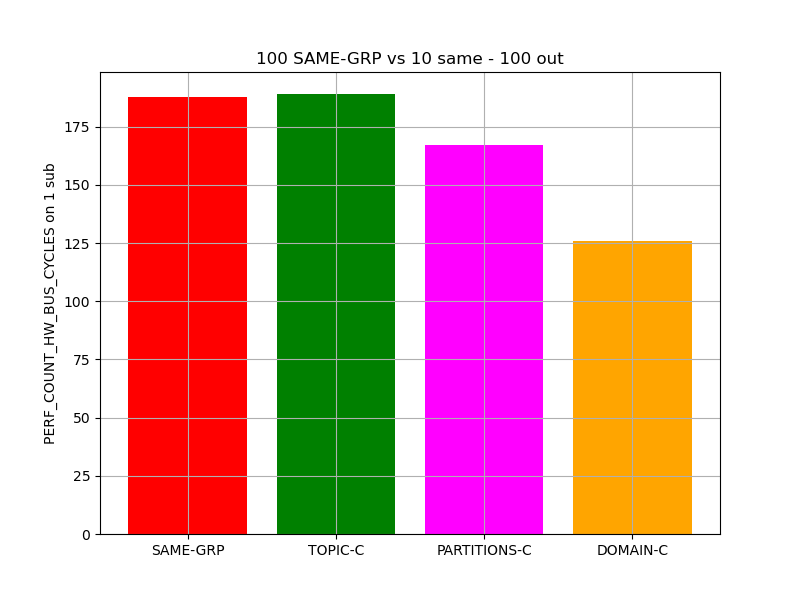 100 SAME-GRP vs 10 same - 100 out
PERF_COUNT_HW_BUS_CYCLES on 1 sub
175
150
125
100
75
50
25
0
SAME-GRP
TOPIC-C
PARTITIONS-C
DOMAIN-C